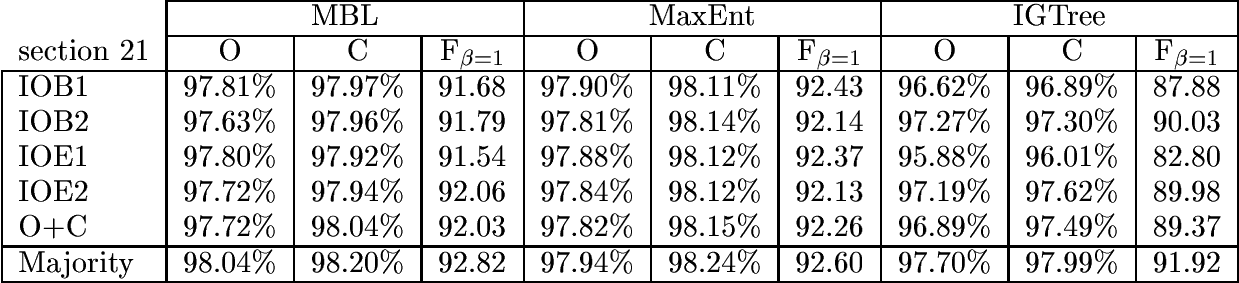 MBL MaxEnt IGTree
section 21 O C Fβ=1 O C Fβ=1 O C Fβ=1
IOB1 97.81% 97.97% 91.68 97.90% 98.11% 92.43 96.62% 96.89% 87.88
IOB2 97.63% 97.96% 91.79 97.81% 98.14% 92.14 97.27% 97.30% 90.03
IOE1 97.80% 97.92% 91.54 97.88% 98.12% 92.37 95.88% 96.01% 82.80
IOE2 97.72% 97.94% 92.06 97.84% 98.12% 92.13 97.19% 97.62% 89.98
O+C 97.72% 98.04% 92.03 97.82% 98.15% 92.26 96.89% 97.49% 89.37
Majority 98.04% 98.20% 92.82 97.94% 98.24% 92.60 97.70% 97.99% 91.92